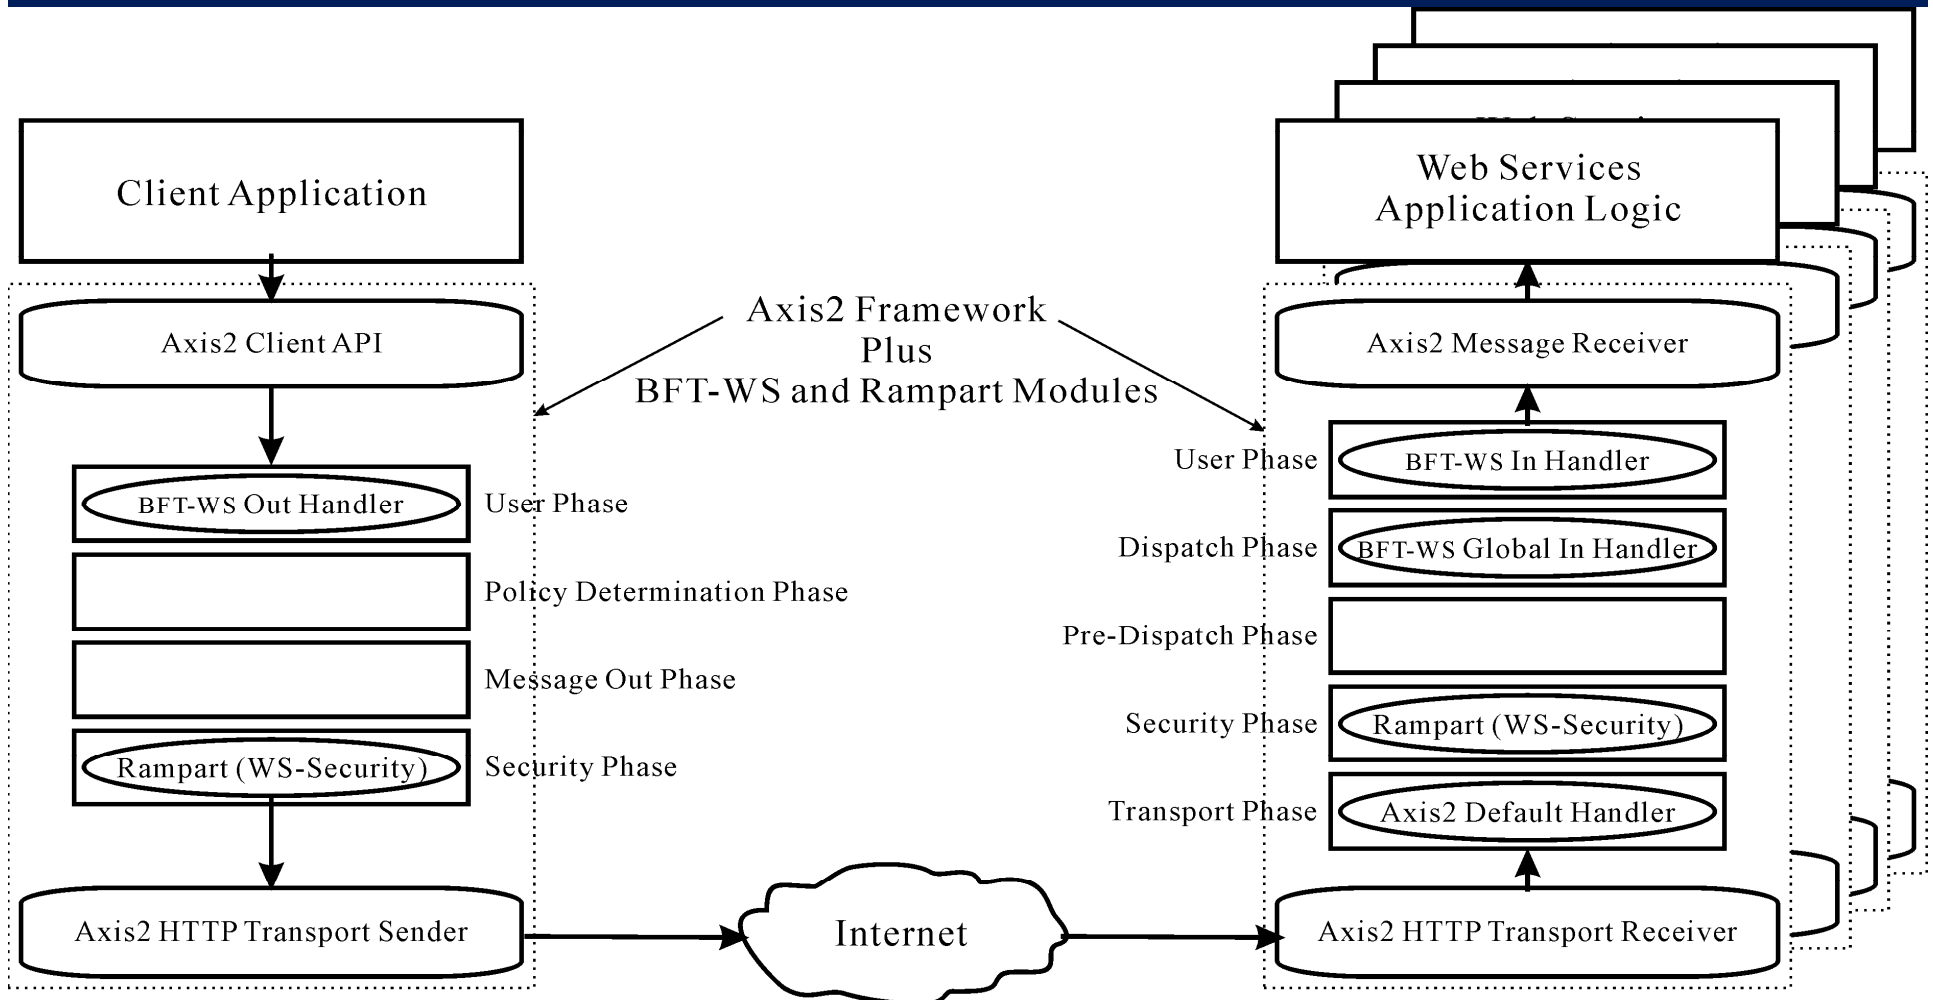 Client Application
Web Services
Application Logic
Axis2 Client API
Axis2 Framework
Plus
BFT-WS and Rampart Modules
Axis2 Message Receiver
BFT-WS Out Handler
User Phase
Policy Determination Phase
Message Out Phase
Rampart (WS-Security)
Security Phase
User Phase
BFT-WS In Handler
Dispatch Phase
BFT-WS Global In Handler
Pre-Dispatch Phase
Security Phase
Rampart (WS-Security)
Transport Phase
Axis2 Default Handler
Axis2 HTTP Transport Sender
Internet
Axis2 HTTP Transport Receiver